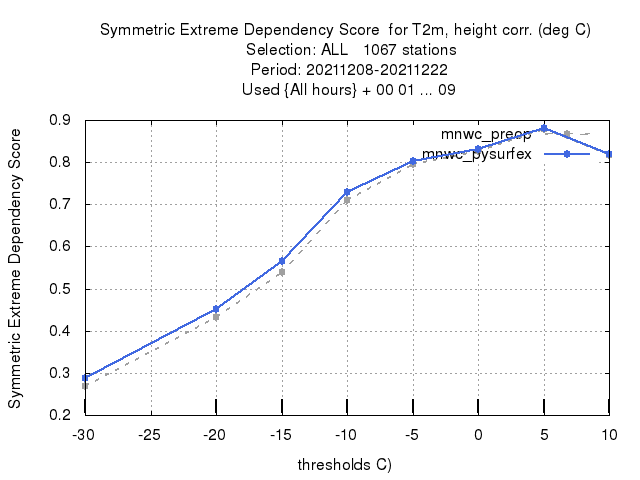 Symmetric Extreme Dependency Score  for T2m, height corr. (deg C)
Selection: ALL   1067 stations
Period: 20211208-20211222
Used {All hours} + 00 01 ... 09
Symmetric Extreme Dependency Score
0.9
0.8
0.7
0.6
0.5
0.4
0.3
0.2
mnwc_preop
mnwc_pysurfex
-30 -25 -20 -15 -10 -5 0 5 10
thresholds C)